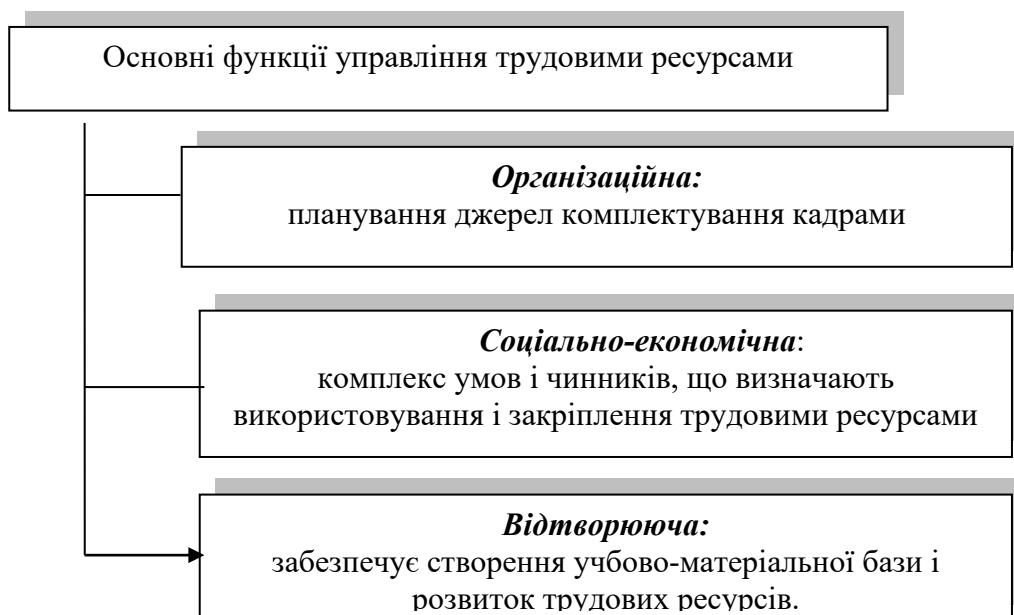 Основні функції управління трудовими ресурсами
Організаційна:
планування джерел комплектування кадрами
Соціально-економічна:
комплекс умов і чинників, що визначають
використовування і закріплення трудовими ресурсами
Відтворююча:
забезпечує створення учбово-матеріальної бази і
розвиток трудових ресурсів.